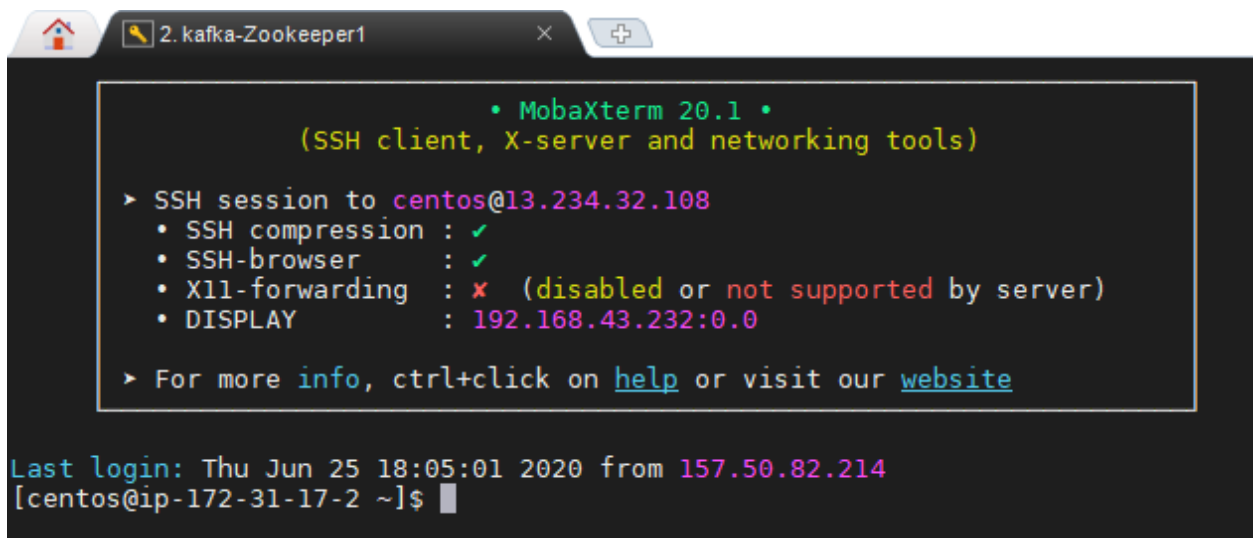 2. kafka-Zookeeper1
• MobaXterm 20.1 •
(SSH client, X-server and networking tools)
➤ SSH session to centos@13.234.32.108
• SSH compression : ✔
• SSH-browser     : ✔
• X11-forwarding  : ✘  (disabled or not supported by server)
• DISPLAY         : 192.168.43.232:0.0
➤ For more info, ctrl+click on help or visit our website
Last login: Thu Jun 25 18:05:01 2020 from 157.50.82.214
[centos@ip-172-31-17-2 ~]$